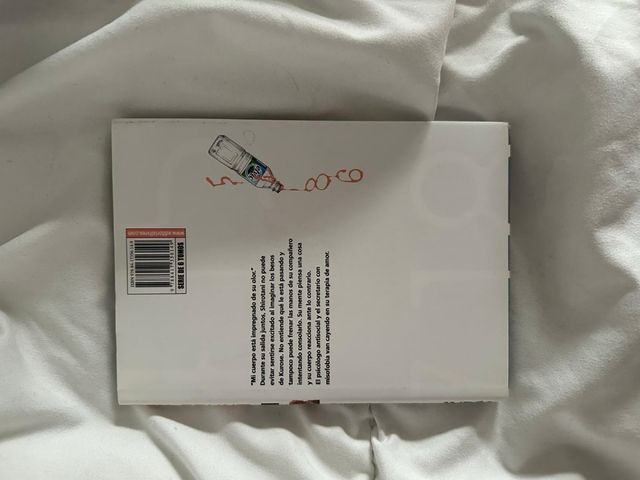 "Mi cuerpo está impregnado de su olor."
Durante su salida juntos, Shirotani no puede
evitar sentirse excitado al imaginar los besos
de Kurose. No entiende qué le está pasando y
tampoco puede frenar las manos de su compañero
intentando consolarlo. Su mente piensa una cosa
y su cuerpo reacciona ante lo contrario.
El psicólogo antisocial y el secretario con
misofobia van cayendo en su terapia de amor.
SERIE DE 6 TOMOS